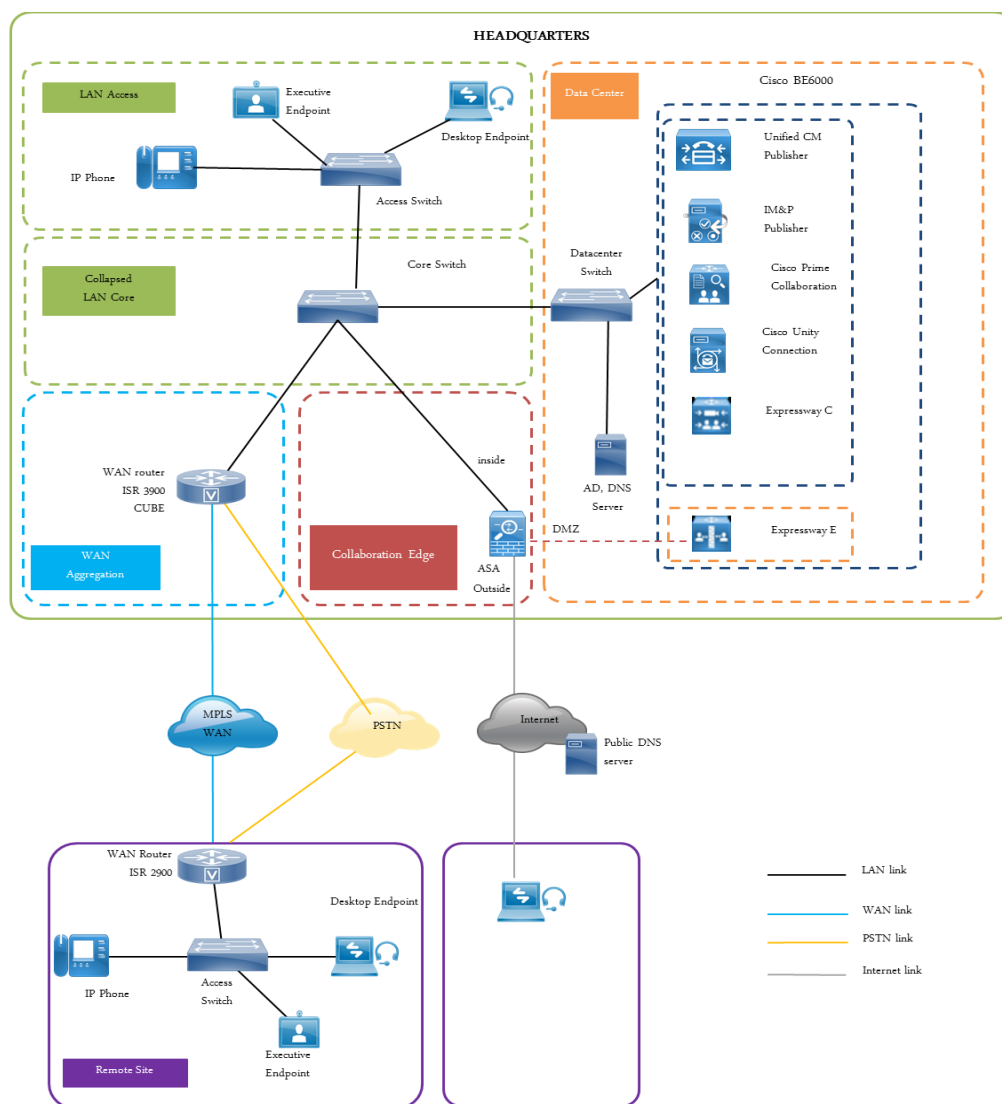 HEADQUARTERS
LAN Access
Executive
Endpoint
Desktop Endpoint
IP Phone
Access Switch
Data Center
Cisco BE6000
Unified CM
Publisher
IM&P
Publisher
Cisco Prime
Collaboration
Cisco Unity
Connection
Expressway C
Datacenter
Switch
AD, DNS
Server
Expressway E
Collapsed
LAN Core
Core Switch
WAN router
ISR 3900
CUBE
V
WAN
Aggregation
inside
Collaboration Edge
DMZ
ASA
Outside
MPLS
WAN
PSTN
Internet
Public DNS
server
WAN Router
ISR 2900
V
Desktop Endpoint
IP Phone
Access
Switch
Executive
Endpoint
Remote Site
LAN link
WAN link
PSTN link
Internet link